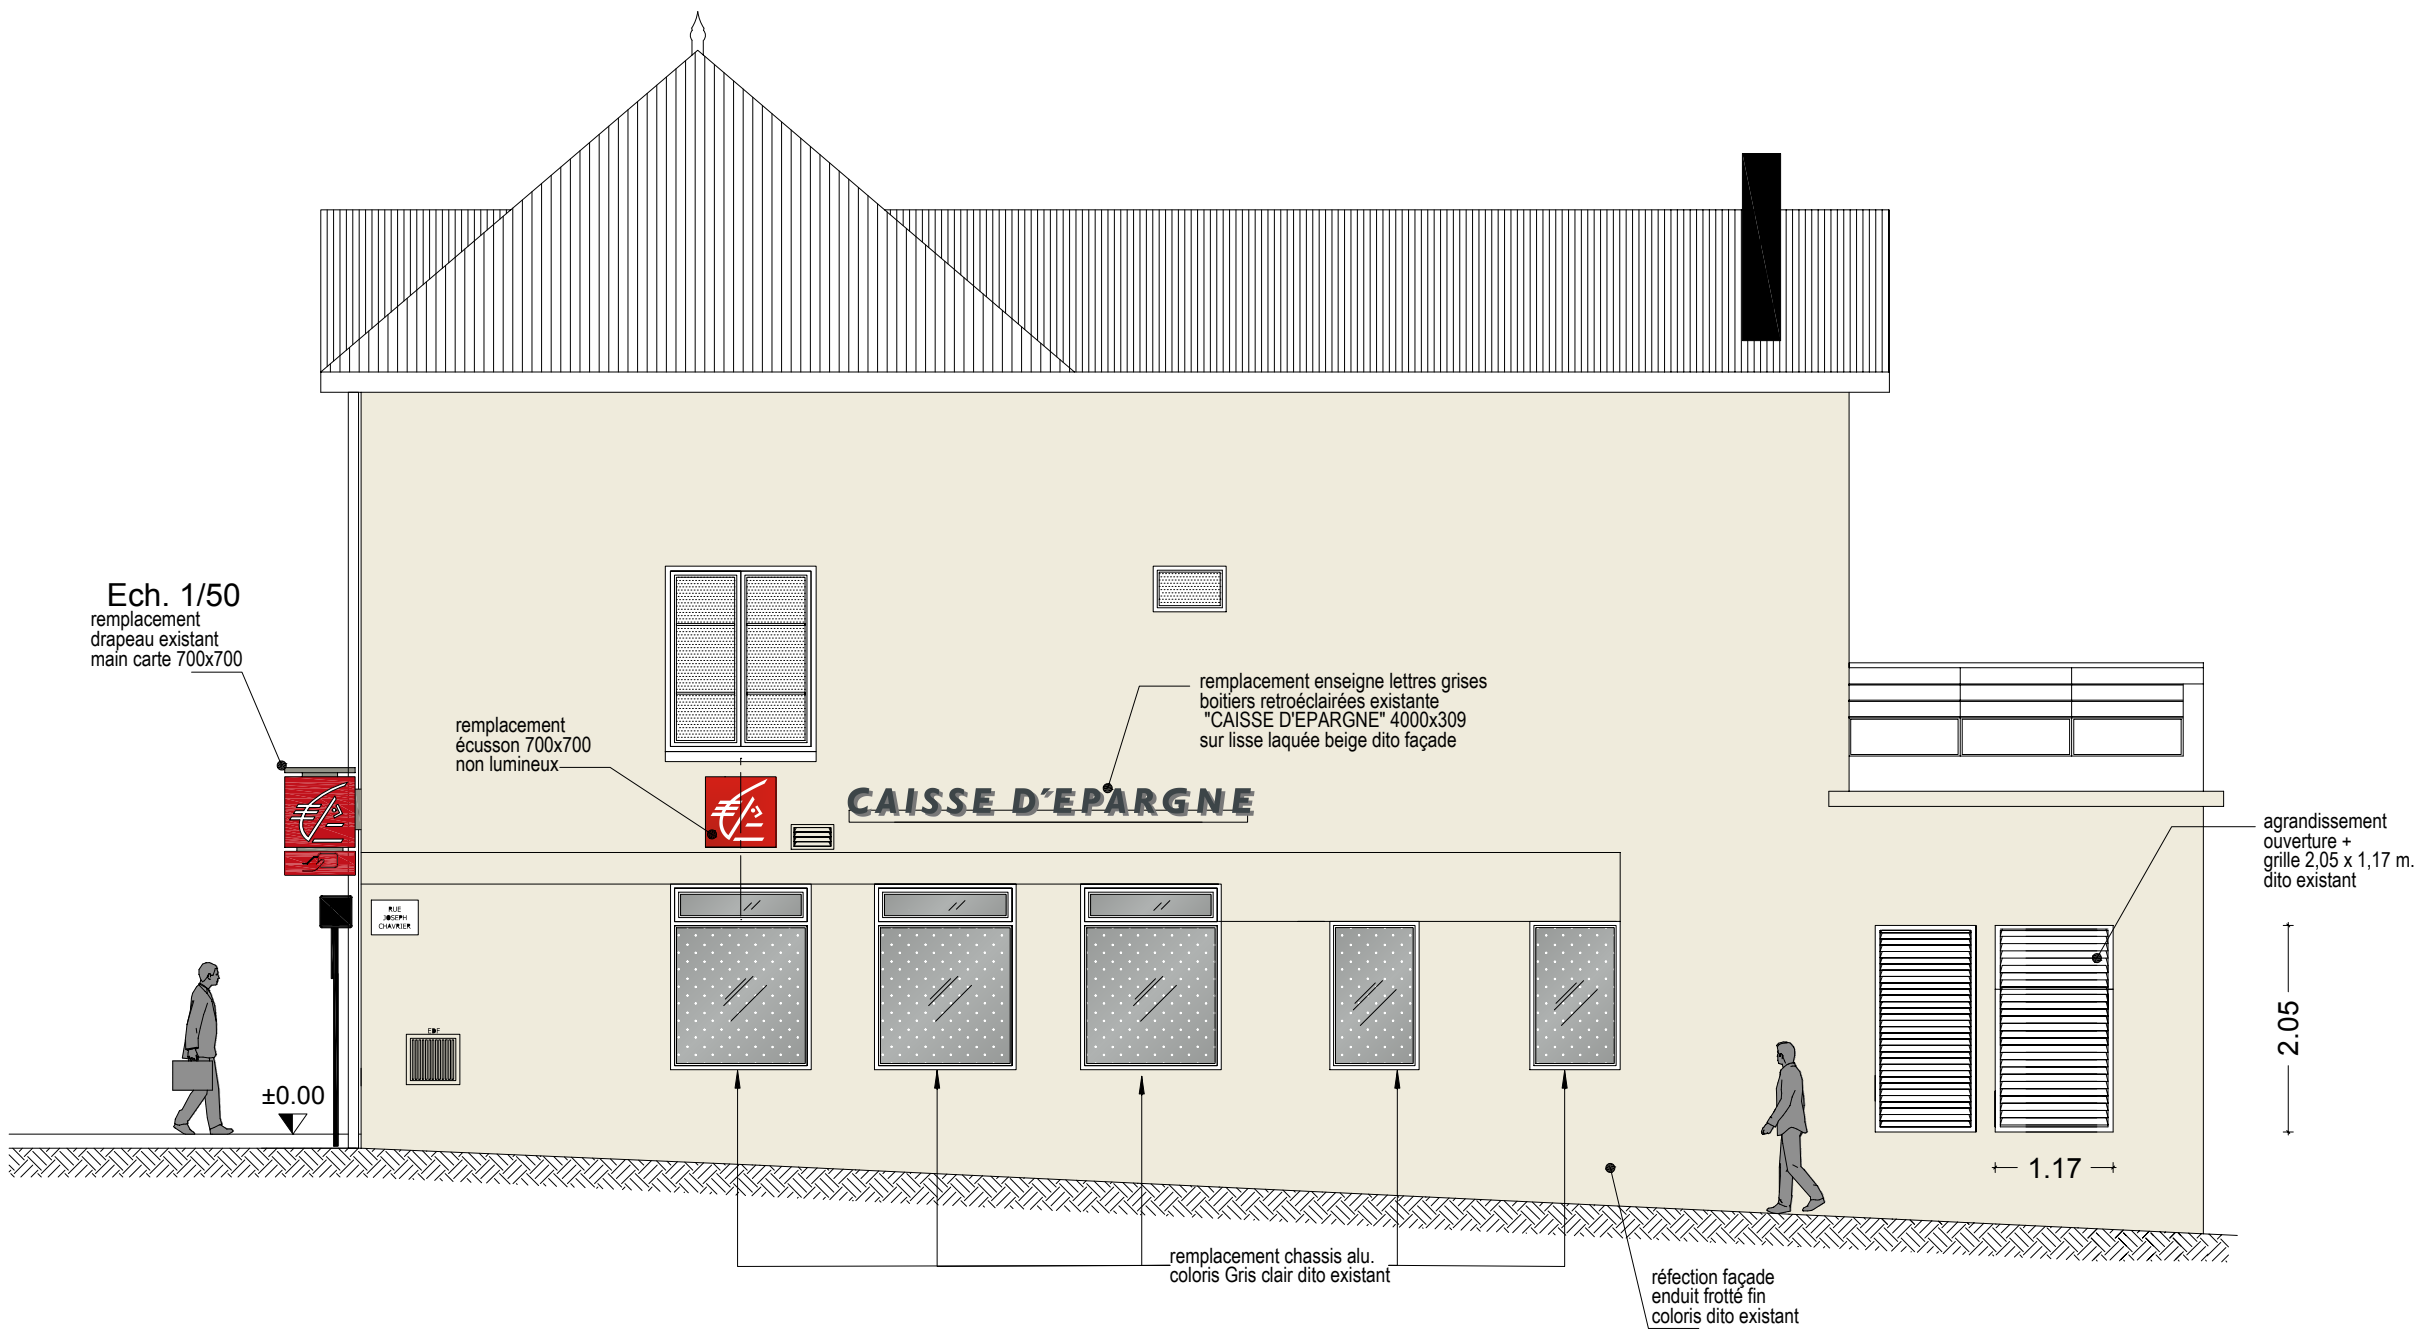 Ech. 1/50
remplacement
drapeau existant
main carte 700x700
remplacement
écusson 700x700
non lumineux
remplacement enseigne lettres grises
boitiers retroéclairées existante
"CAISSE D'EPARGNE" 4000x309
sur lisse laquée beige dito façade
CAISSE D'EPARGNE
agrandissement
ouverture +
grille 2,05 x 1,17 m.
dito existant
RUE
JOSEPH
CHAVRIER
EDF
±0.00
2.05
1.17
remplacement chassis alu.
coloris Gris clair dito existant
réfection façade
enduit frotté fin
coloris dito existant